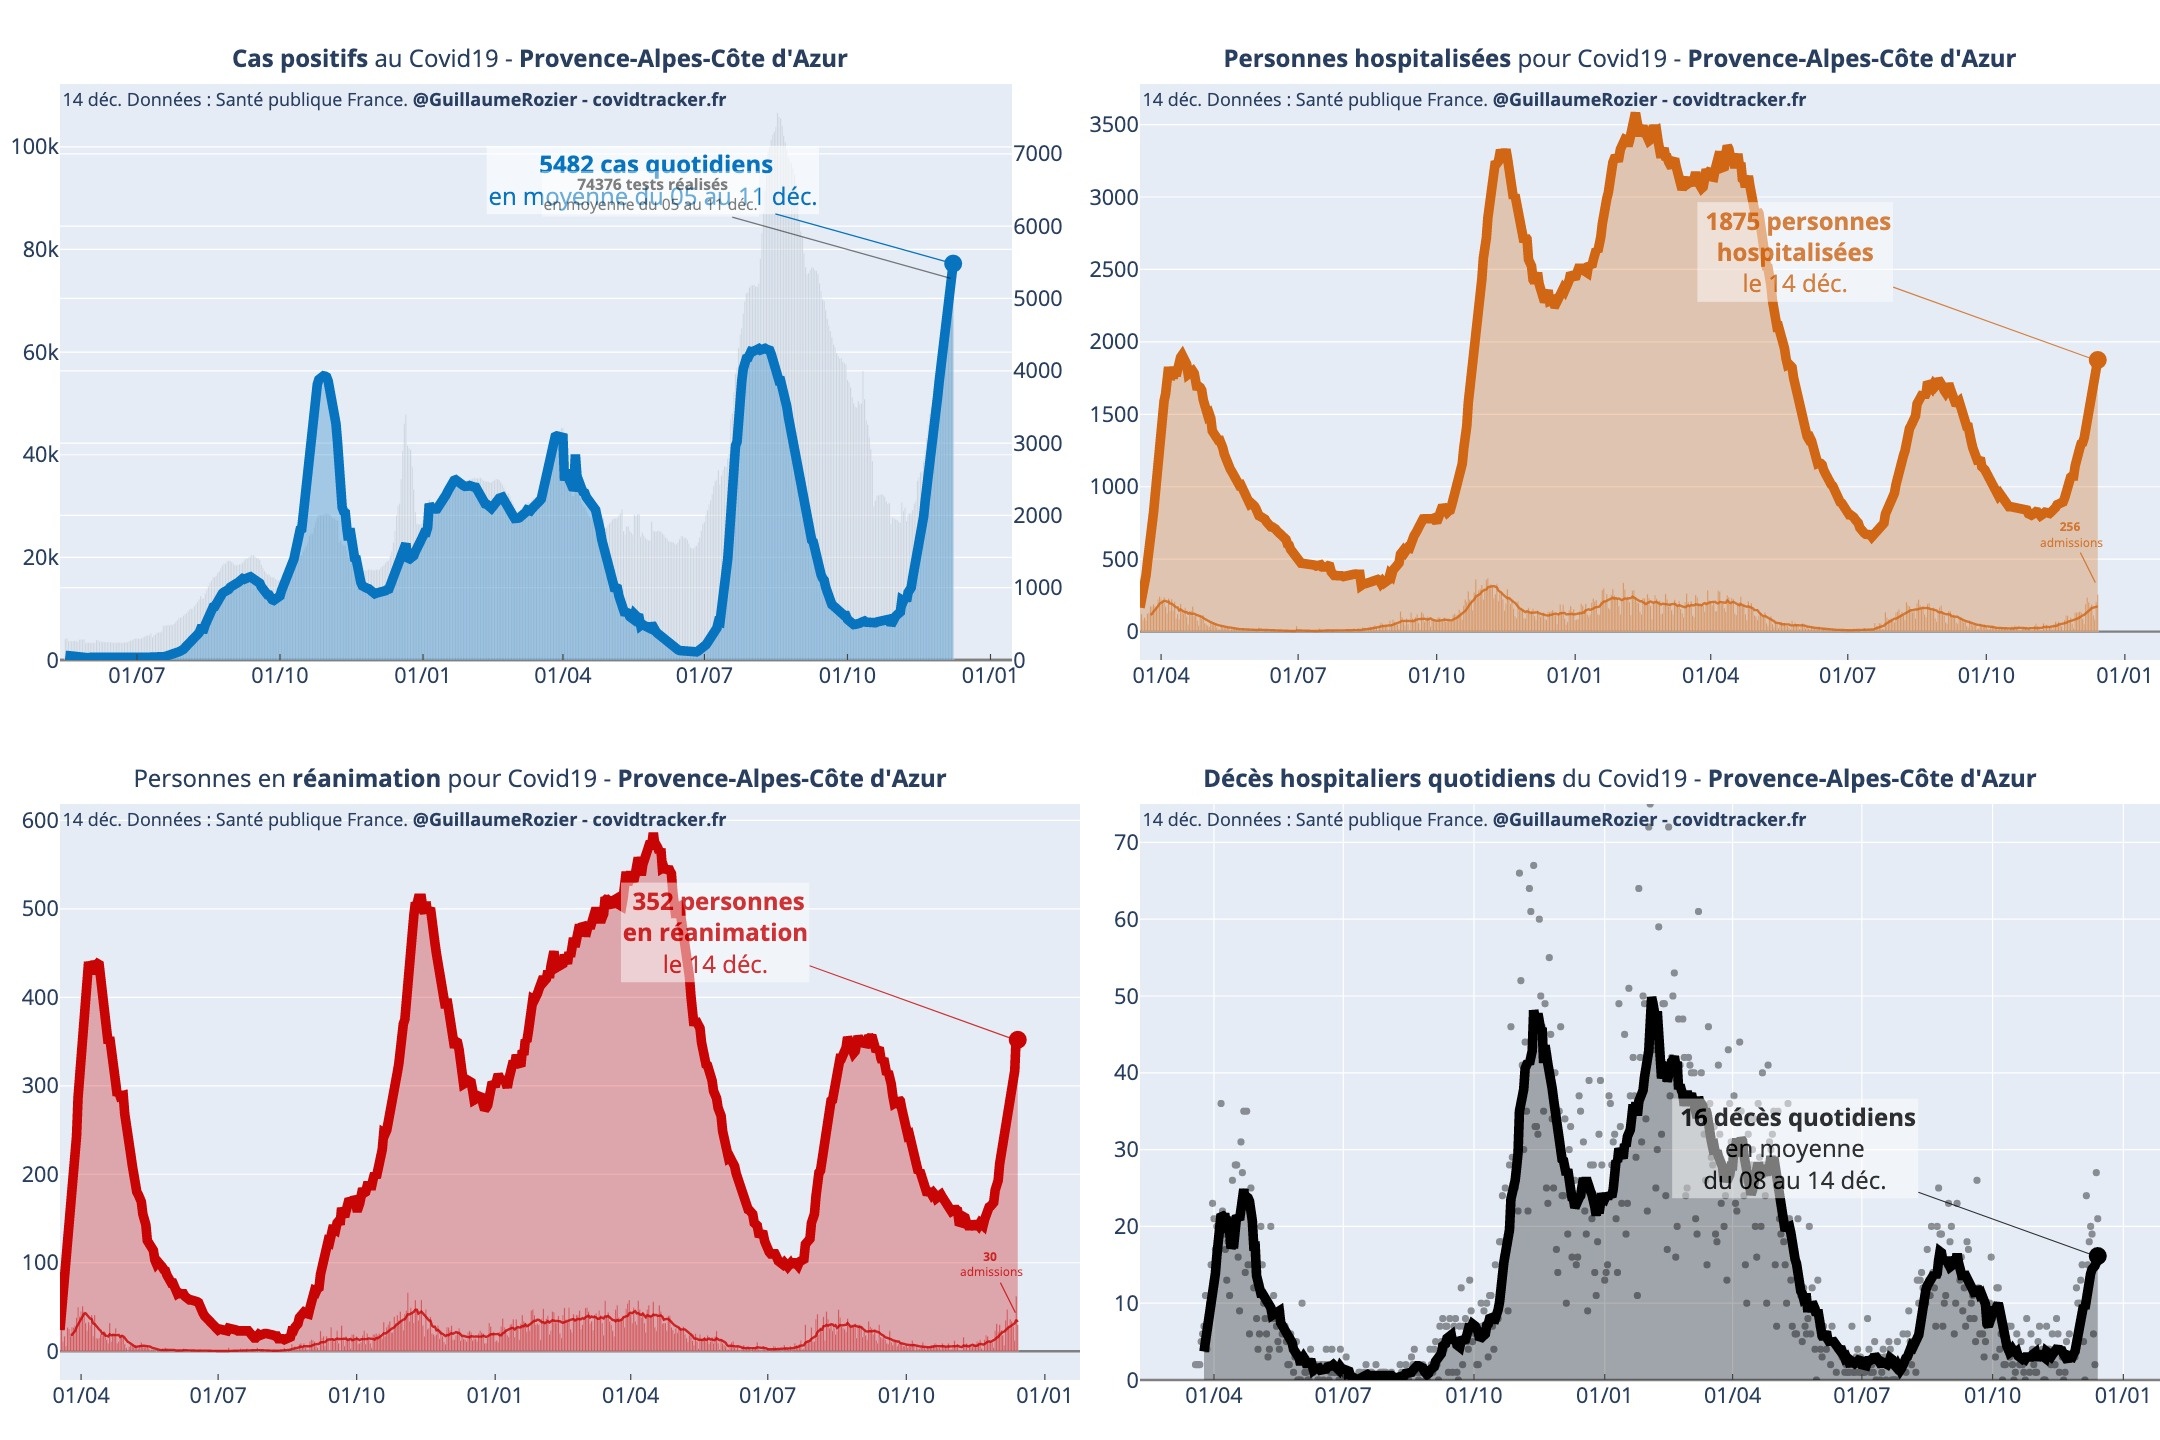 Cas positifs au Covid19 - Provence-Alpes-Côte d'Azur
14 déc. Données : Santé publique France. @GuillaumeRozier - covidtracker.fr
5482 cas quotidiens
en moyenne du 05 au 11 déc.
74376 tests réalisés
en moyenne du 05 au 11 déc.
100k
80k
60k
40k
20k
0
7000
6000
5000
4000
3000
2000
1000
0
01/07 01/10 01/01 01/04 01/07 01/10 01/01
Personnes hospitalisées pour Covid19 - Provence-Alpes-Côte d'Azur
14 déc. Données : Santé publique France. @GuillaumeRozier - covidtracker.fr
3500
3000
2500
2000
1500
1000
500
0
1875 personnes
hospitalisées
le 14 déc.
256
admissions
01/04 01/07 01/10 01/01 01/04 01/07 01/10 01/01
Personnes en réanimation pour Covid19 - Provence-Alpes-Côte d'Azur
14 déc. Données : Santé publique France. @GuillaumeRozier - covidtracker.fr
600
500
400
300
200
100
0
352 personnes
en réanimation
le 14 déc.
30
admissions
01/04 01/07 01/10 01/01 01/04 01/07 01/10 01/01
Décès hospitaliers quotidiens du Covid19 - Provence-Alpes-Côte d'Azur
14 déc. Données : Santé publique France. @GuillaumeRozier - covidtracker.fr
70
60
50
40
30
20
10
0
16 décès quotidiens
en moyenne
du 08 au 14 déc.
01/04 01/07 01/10 01/01 01/04 01/07 01/10 01/01